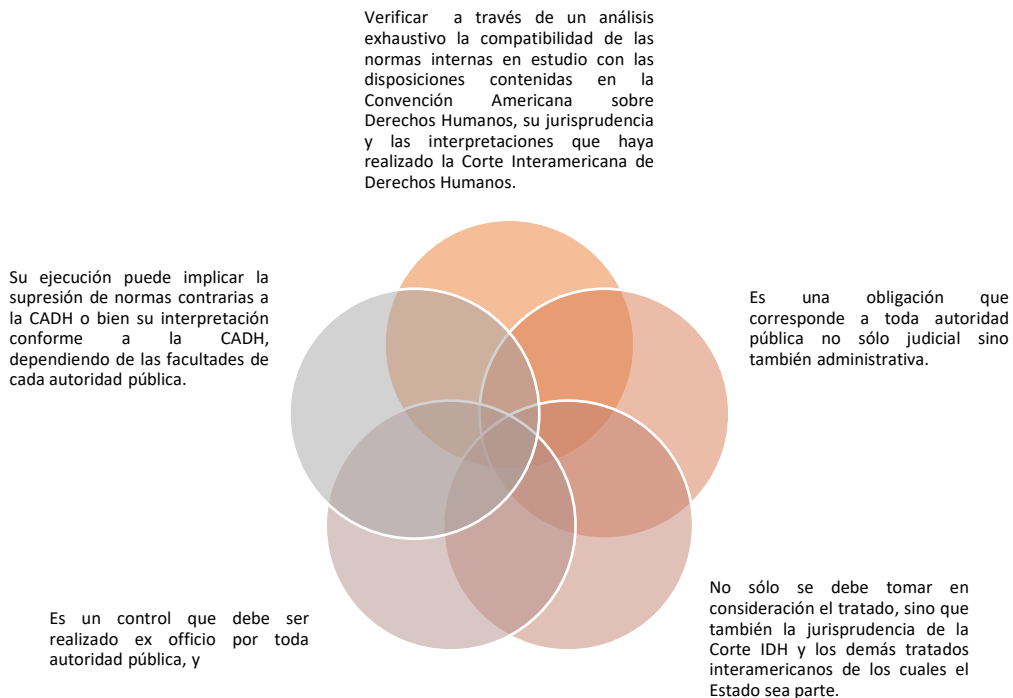 Verificar a través de un análisis
exhaustivo la compatibilidad de las
normas internas en estudio con las
disposiciones contenidas en la
Convención Americana sobre
Derechos Humanos, su jurisprudencia
y las interpretaciones que haya
realizado la Corte Interamericana de
Derechos Humanos.
Es una obligación que
corresponde a toda autoridad
pública no sólo judicial sino
también administrativa.
No sólo se debe tomar en
consideración el tratado, sino que
también la jurisprudencia de la
Corte IDH y los demás tratados
interamericanos de los cuales el
Estado sea parte.
Es un control que debe ser
realizado ex officio por toda
autoridad pública, y
Su ejecución puede implicar la
supresión de normas contrarias a
la CADH o bien su interpretación
conforme a la CADH,
dependiendo de las facultades de
cada autoridad pública.